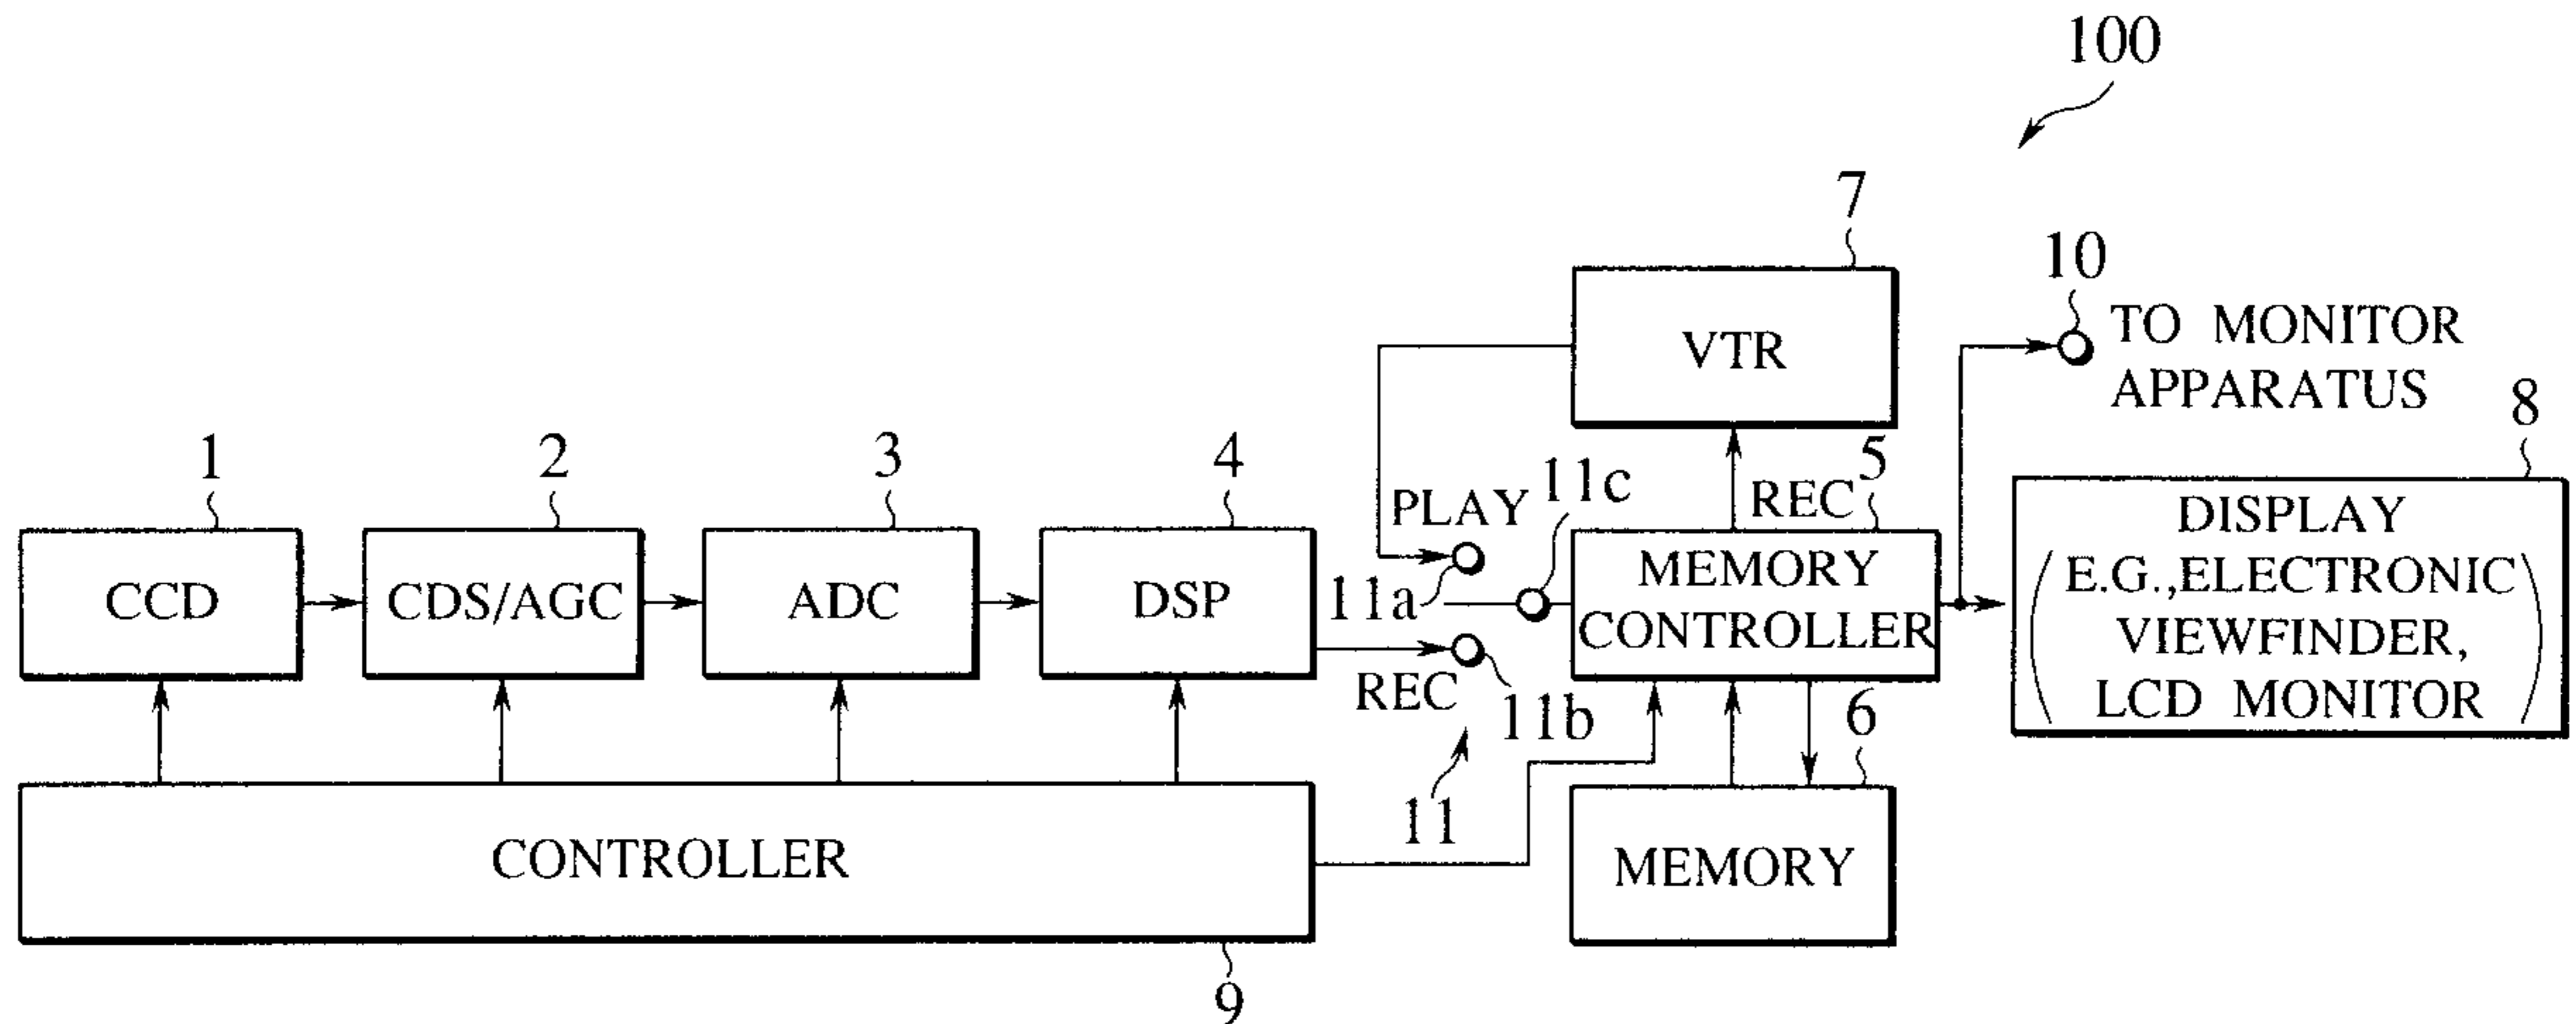 100
7
VTR
10
TO MONITOR
APPARATUS
8
DISPLAY
E.G.,ELECTRONIC
VIEWFINDER,
LCD MONITOR
1
CCD
2
CDS/AGC
3
ADC
4
DSP
PLAY
11a
11c
REC
11b
11
REC
5
MEMORY
CONTROLLER
6
MEMORY
CONTROLLER
9